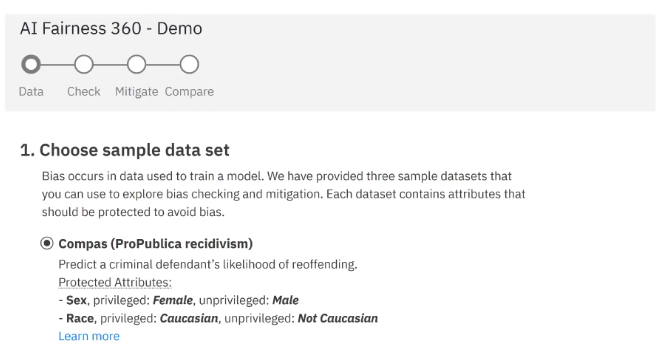 AI Fairness 360 - Demo
Data Check Mitigate Compare
1. Choose sample data set
Bias occurs in data used to train a model. We have provided three sample datasets that
you can use to explore bias checking and mitigation. Each dataset contains attributes that
should be protected to avoid bias.
Compas (ProPublica recidivism)
Predict a criminal defendant's likelihood of reoffending.
Protected Attributes:
- Sex, privileged: Female, unprivileged: Male
- Race, privileged: Caucasian, unprivileged: Not Caucasian
Learn more